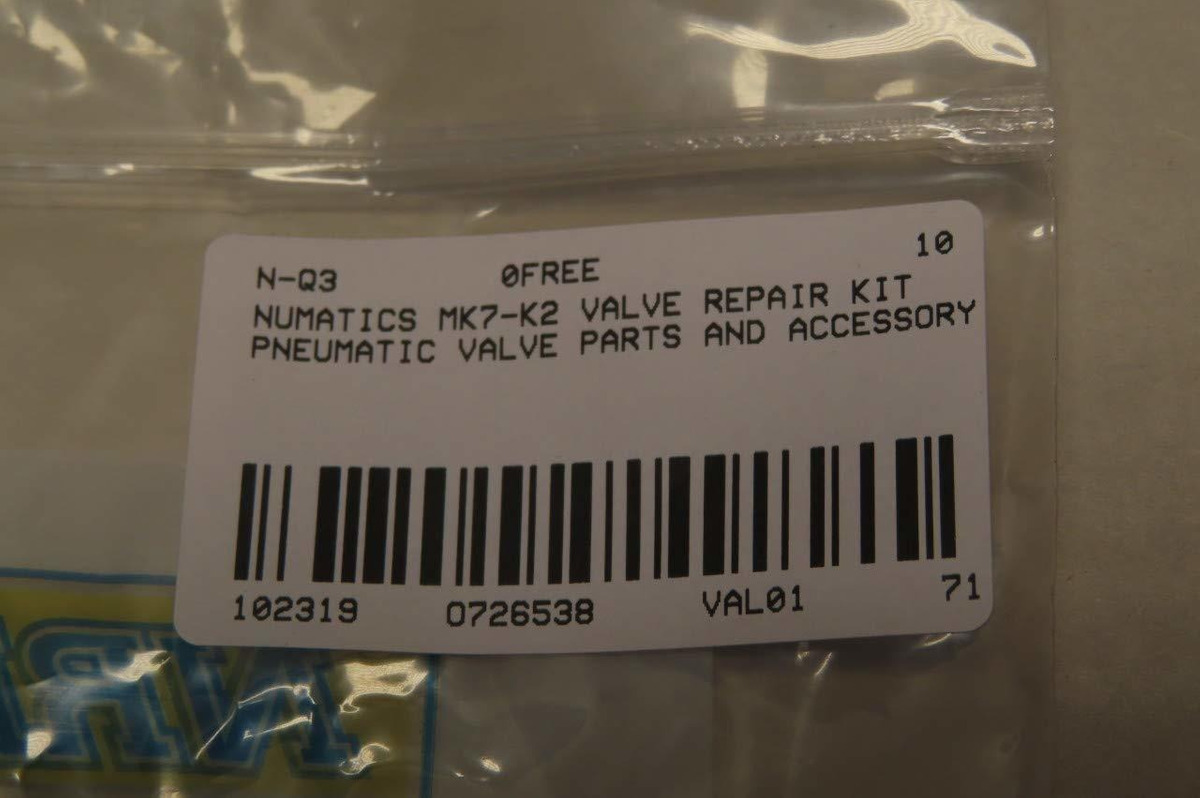 N-Q3 0FREE 10
NUMATICS MK7-K2 VALVE REPAIR KIT
PNEUMATIC VALVE PARTS AND ACCESSORY
102319 0726538 VAL01 71